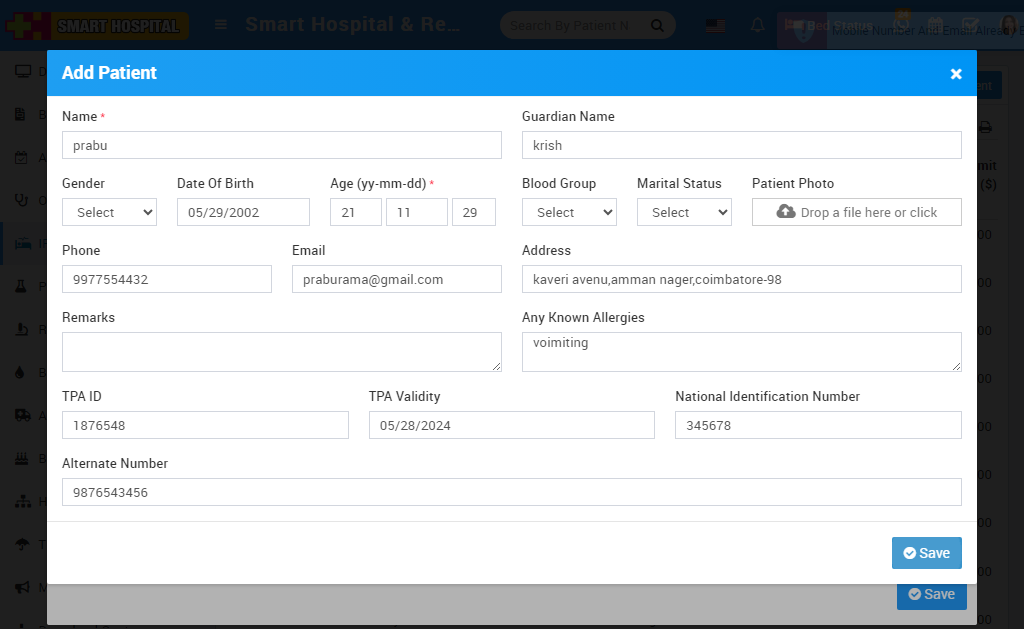 SMART HOSPITAL
Smart Hospital & Re...
Search By Patient N
Bed Status
Mobile Number And Email Already E
Add Patient
×
Name *
Guardian Name
prabu
krish
Gender
Date Of Birth
Age (yy-mm-dd) *
Blood Group
Marital Status
Patient Photo
Select
05/29/2002
21
11
29
Select
Select
Drop a file here or click
Phone
Email
Address
9977554432
praburama@gmail.com
kaveri avenu,amman nager,coimbatore-98
Remarks
Any Known Allergies
voimiting
TPA ID
TPA Validity
National Identification Number
1876548
05/28/2024
345678
Alternate Number
9876543456
Save
Save